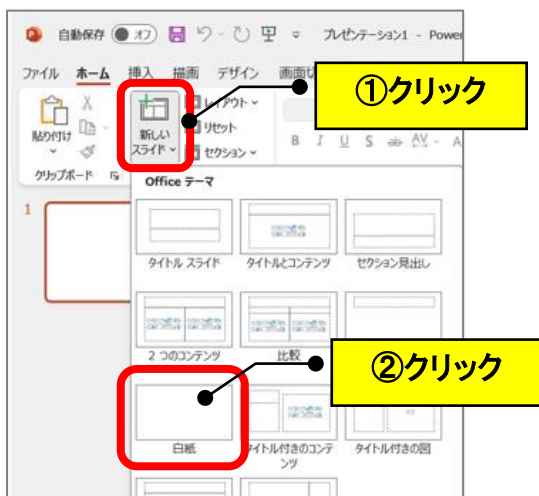 自動保存 オフ プレゼンテーション1 - Power
ファイル ホーム 挿入 描画 デザイン 画面切
①クリック
貼り付け 新しい
スライド レイアウト
リセット
セクション
B I U S ab AV A
クリップボード
Office テーマ
1
タイトル スライド タイトルとコンテンツ セクション見出し
2 つのコンテンツ 比較
②クリック
白紙 タイトル付きのコンテ
ンツ タイトル付きの図